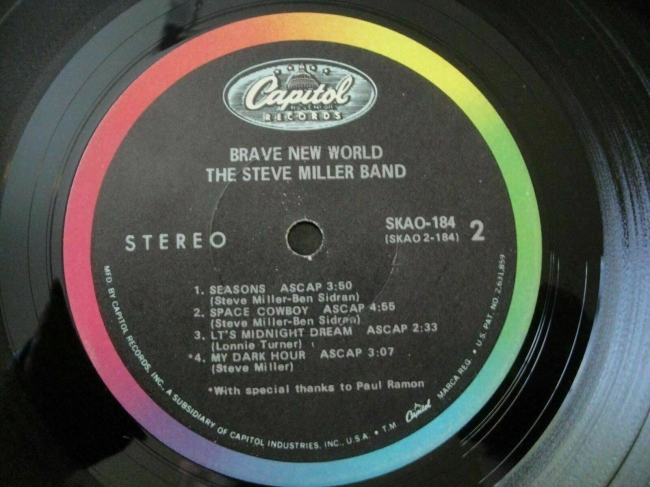 Capitol
RECORDS
BRAVE NEW WORLD
THE STEVE MILLER BAND
STEREO
SKAO-184
(SKAO 2-184)
2
1. SEASONS ASCAP 3:50
(Steve Miller-Ben Sidran)
2. SPACE COWBOY ASCAP 4:55
(Steve Miller-Ben Sidran)
3. LT'S MIDNIGHT DREAM ASCAP 2:33
(Lonnie Turner)
*4. MY DARK HOUR ASCAP 3:07
(Steve Miller)
*With special thanks to Paul Ramon
MFD. BY CAPITOL RECORDS, INC., A SUBSIDIARY OF CAPITOL INDUSTRIES, INC., U.S.A. • T.M. Capitol MARCA REG. • U.S. PAT. NO. 2,631,859